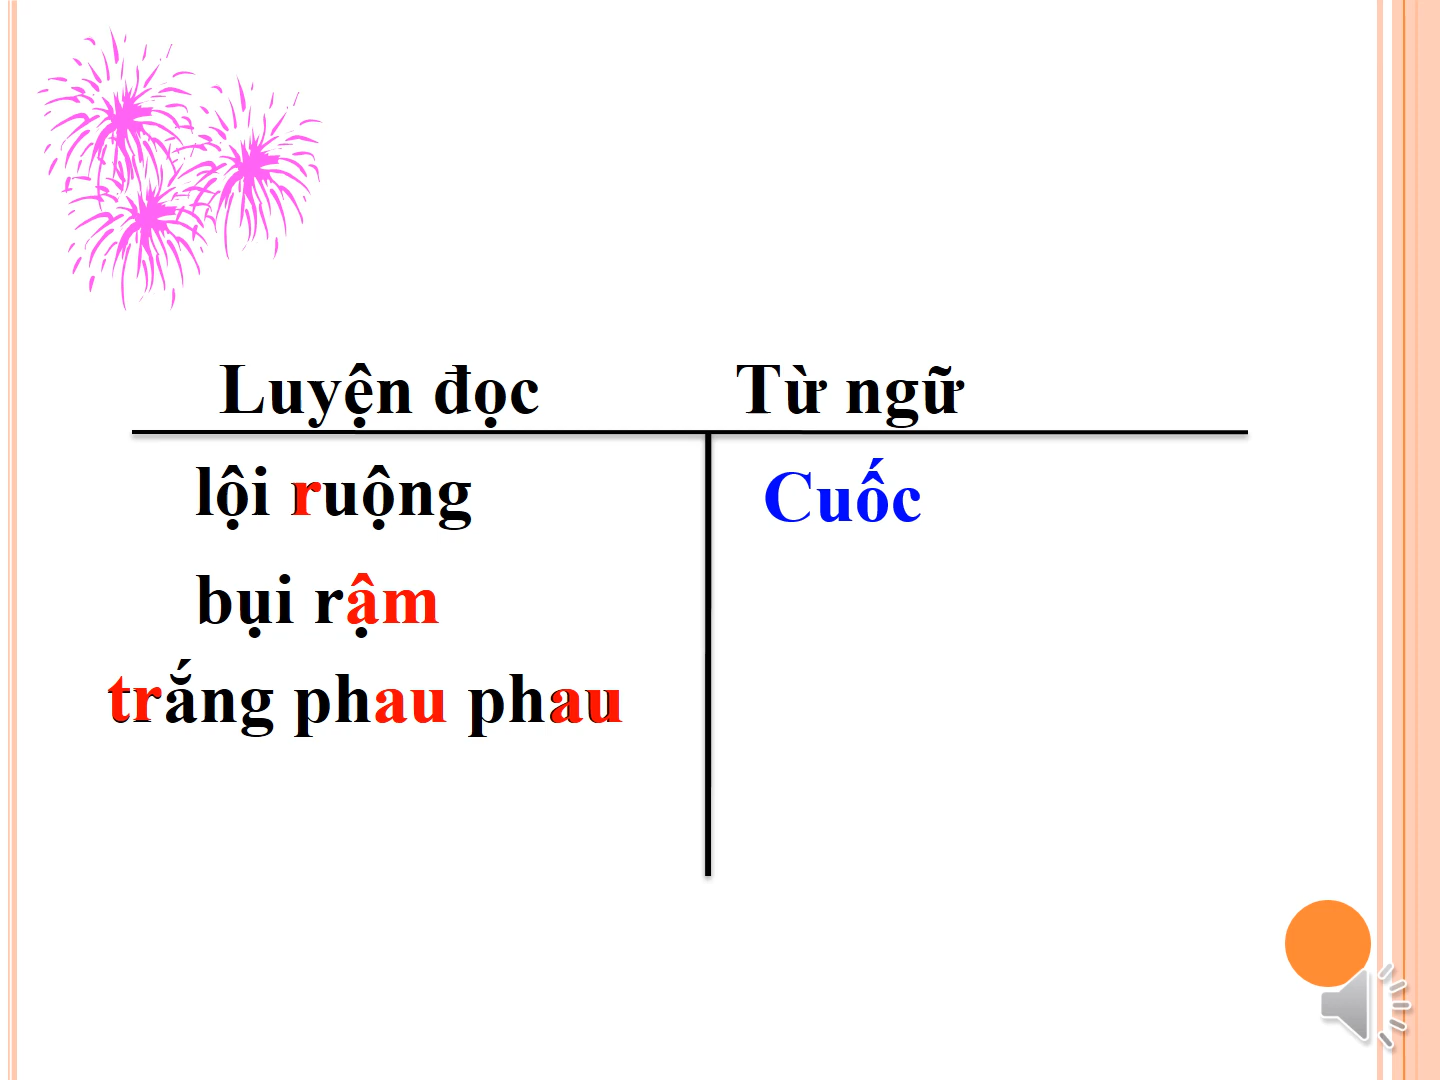 Luyện đọc
Từ ngữ
lội ruộng
Cuốc
bụi rậm
trắng phau phau